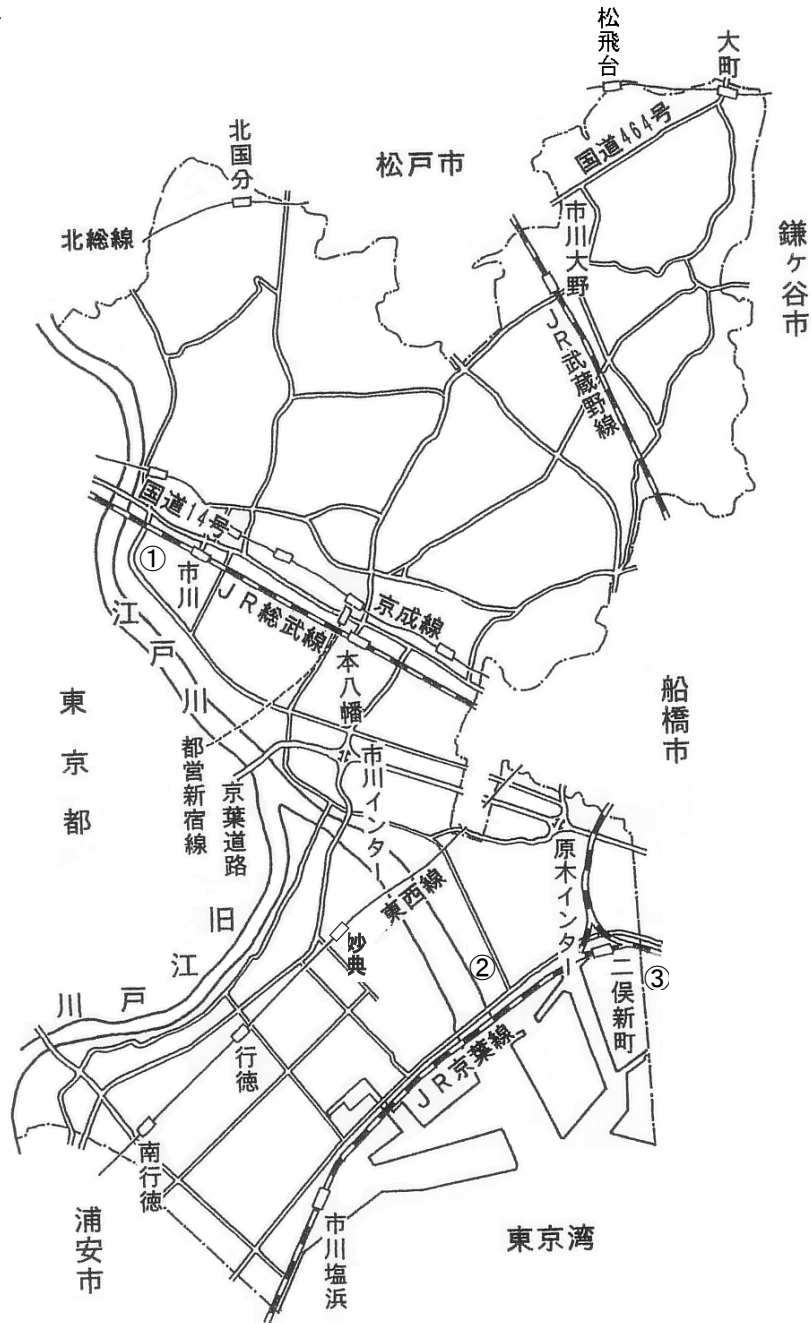 松飛台
大町
国道464号
北国分
松戸市
北総線
市川大野
鎌ヶ谷市
JR武蔵野線
国道14号
①
市川
JR総武線
京成線
江戸川
本八幡
船橋市
東京都
都営新宿線
京葉道路
市川インター
原木インター
東西線
妙典
旧江戸川
②
③
二俣新町
行徳
JR京葉線
南行徳
浦安市
市川塩浜
東京湾